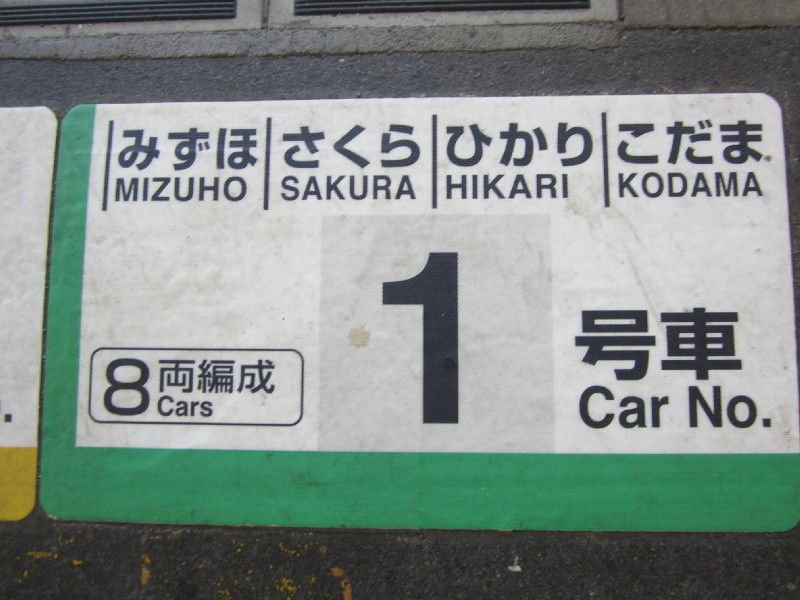 みずほ さくら ひかり こだま
MIZUHO SAKURA HIKARI KODAMA
1 号車
Car No.
8 両編成
Cars